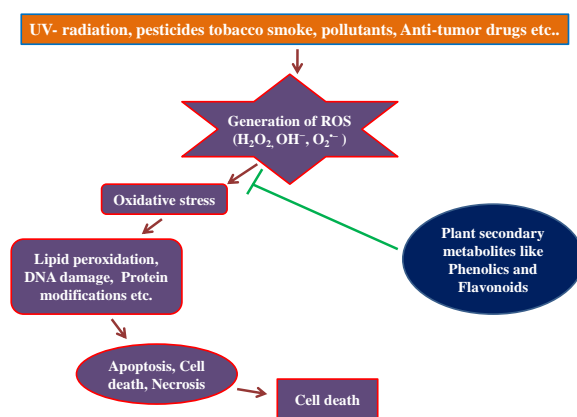 UV- radiation, pesticides tobacco smoke, pollutants, Anti-tumor drugs etc..
Generation of ROS
(H₂O₂, OH⁻, O₂•⁻ )
Oxidative stress
Plant secondary
metabolites like
Phenolics and
Flavonoids
Lipid peroxidation,
DNA damage, Protein
modifications etc.
Apoptosis, Cell
death, Necrosis
Cell death